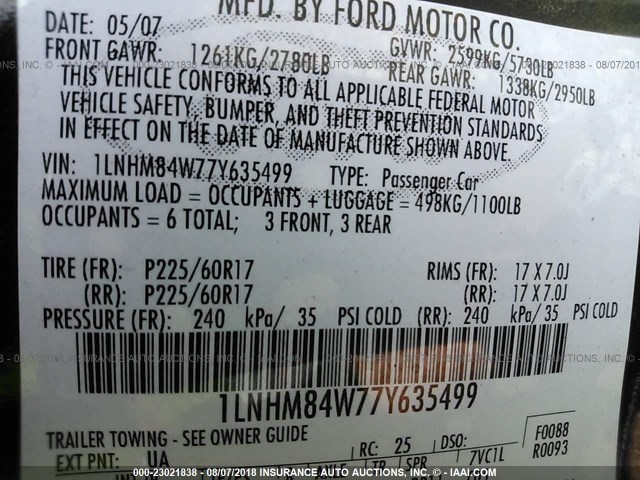 MFD. BY FORD MOTOR CO.
DATE: 05/07
GVWR: 2599KG/5730LB
FRONT GAWR: 1261KG/2780LB
REAR GAWR: 1338KG/2950LB
THIS VEHICLE CONFORMS TO ALL APPLICABLE FEDERAL MOTOR
VEHICLE SAFETY, BUMPER, AND THEFT PREVENTION STANDARDS
IN EFFECT ON THE DATE OF MANUFACTURE SHOWN ABOVE.
VIN: 1LNHM84W77Y635499 TYPE: Passenger Car
MAXIMUM LOAD = OCCUPANTS + LUGGAGE = 498KG/1100LB
OCCUPANTS = 6 TOTAL; 3 FRONT, 3 REAR
TIRE (FR): P225/60R17 RIMS (FR): 17 X 7.0J
(RR): P225/60R17 (RR): 17 X 7.0J
PRESSURE (FR): 240 kPa/ 35 PSI COLD (RR): 240 kPa/ 35 PSI COLD
1LNHM84W77Y635499
TRAILER TOWING - SEE OWNER GUIDE
EXT PNT: UA RC: 25 DSO: F0088
R0093
7VC1L
000-23021838 - 08/07/2018 INSURANCE AUTO AUCTIONS, INC. - IAAI.COM